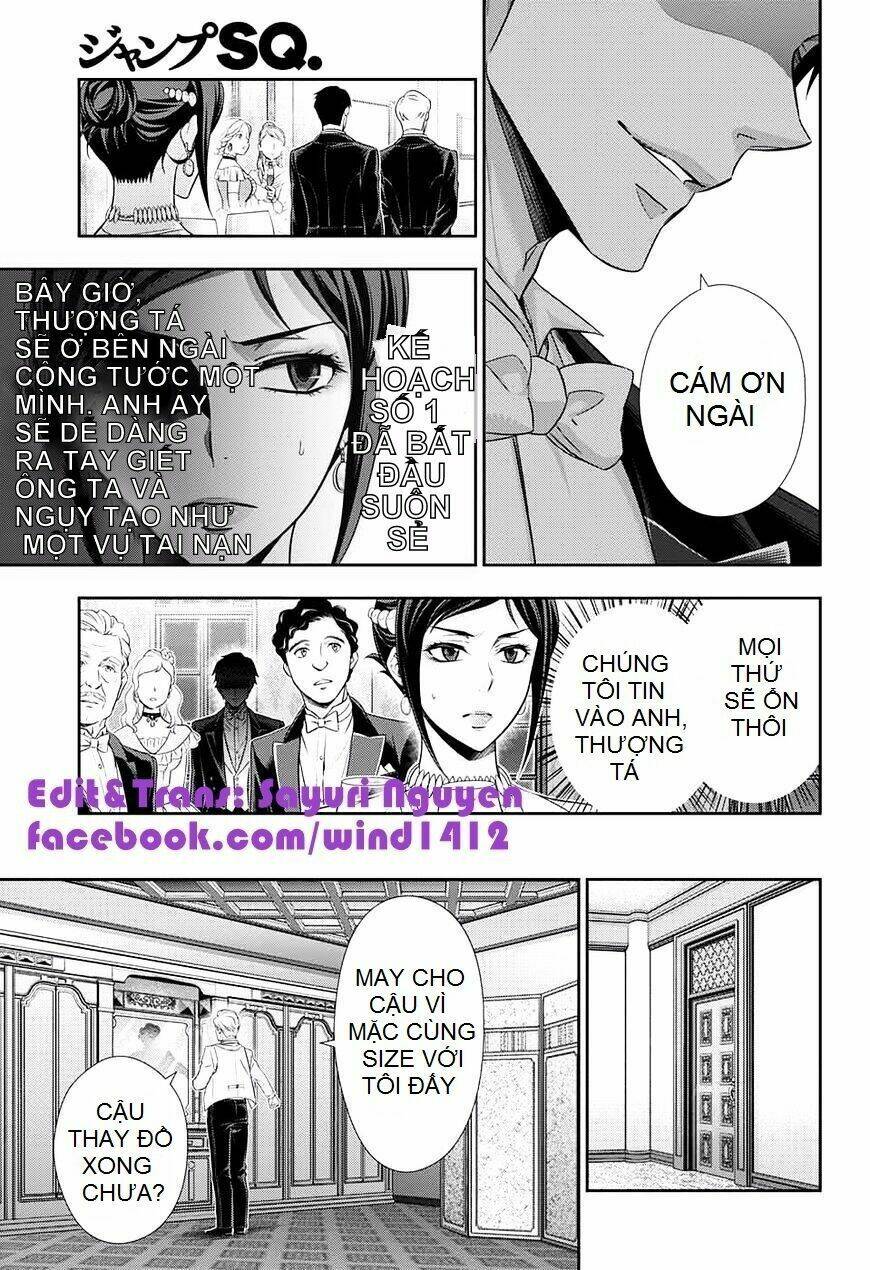 ジャンプSQ.
CÁM ƠN
NGÀI
KẾ
HOẠCH
SỐ 1
ĐÃ BẮT
ĐẦU
SUÔN
SẺ
BÂY GIỜ,
THƯỢNG TÁ
SẼ Ở BÊN NGÀI
CÔNG TƯỚC MỘT
MÌNH. ANH ẤY
SẼ DỄ DÀNG
RA TAY GIẾT
ÔNG TA VÀ
NGỤY TẠO NHƯ
MỘT VỤ TAI NẠN
MỌI
THỨ
SẼ ỔN
THÔI
CHÚNG
TÔI TIN
VÀO ANH,
THƯỢNG
TÁ
Edit&Trans: Sayuri Nguyen
facebook.com/wind1412
MAY CHO
CẬU VÌ
MẶC CÙNG
SIZE VỚI
TÔI ĐẤY
CẬU
THAY ĐỒ
XONG
CHƯA?